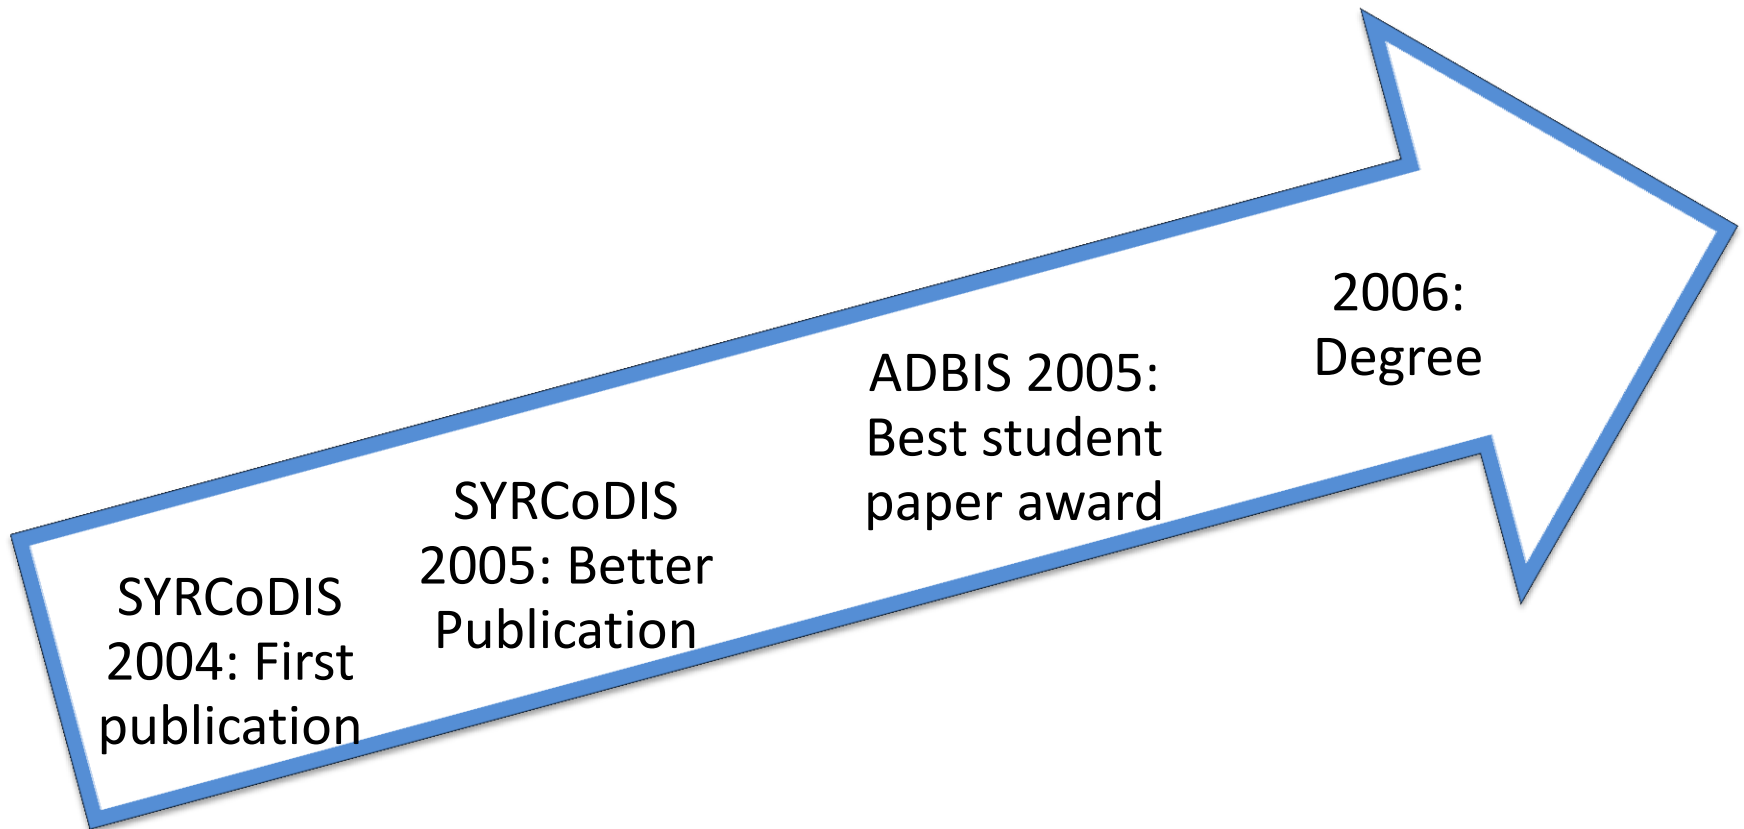 SYRCoDIS
2004: First
publication
SYRCoDIS
2005: Better
Publication
ADBIS 2005:
Best student
paper award
2006:
Degree